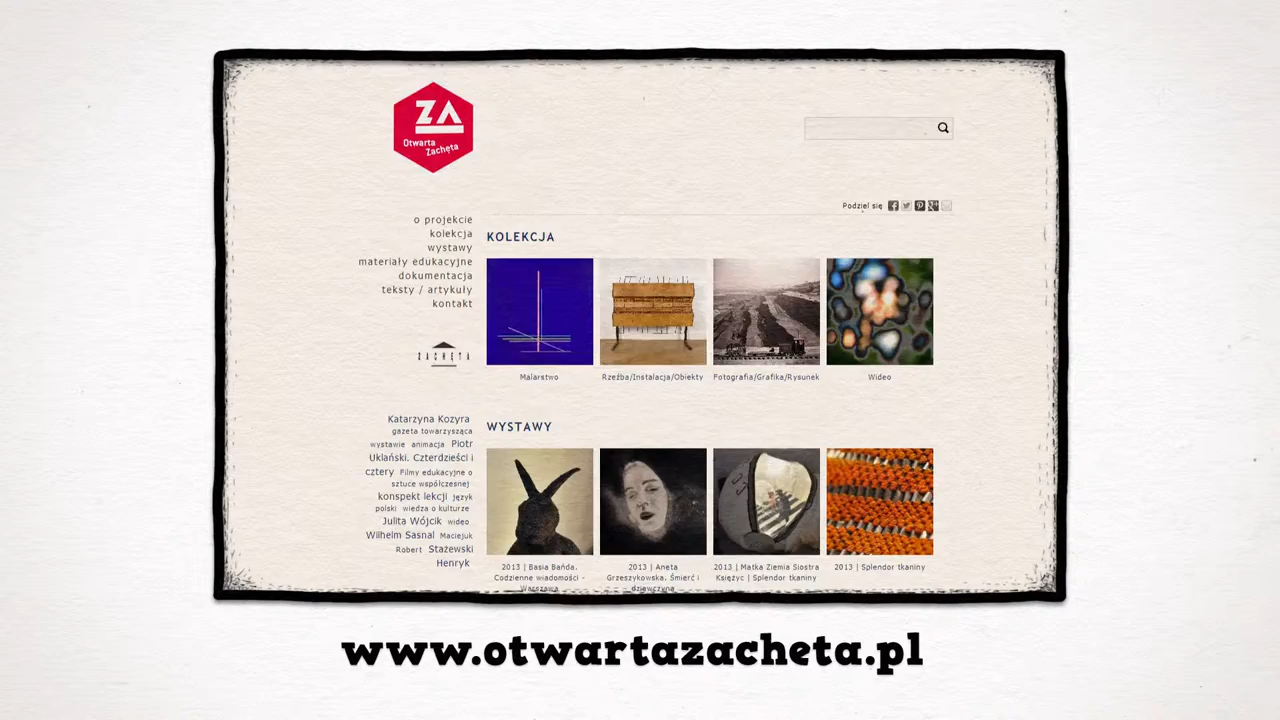 ZA
Otwarta
Zachęta
Podziel się
o projekcie
kolekcja
wystawy
materiały edukacyjne
dokumentacja
teksty / artykuły
kontakt
ZACHĘTA
Katarzyna Kozyra
gazeta towarzysząca
wystawie animacja Piotr
Uklański. Czterdzieści i
cztery Filmy edukacyjne o
sztuce współczesnej
konspekt lekcji język
polski wiedza o kulturze
Julita Wójcik wideo
Wilhelm Sasnal Maciejuk
Robert Stażewski
Henryk
KOLEKCJA
Malarstwo
Rzeźba/Instalacja/Obiekty
Fotografia/Grafika/Rysunek
Wideo
WYSTAWY
2013 | Basia Bańda.
Codzienne wiadomości -
Warszawa
2013 | Aneta
Grzeszykowska. Śmierć i
dziewczyna
2013 | Matka Ziemia Siostra
Księżyc | Splendor tkaniny
2013 | Splendor tkaniny
www.otwartazacheta.pl